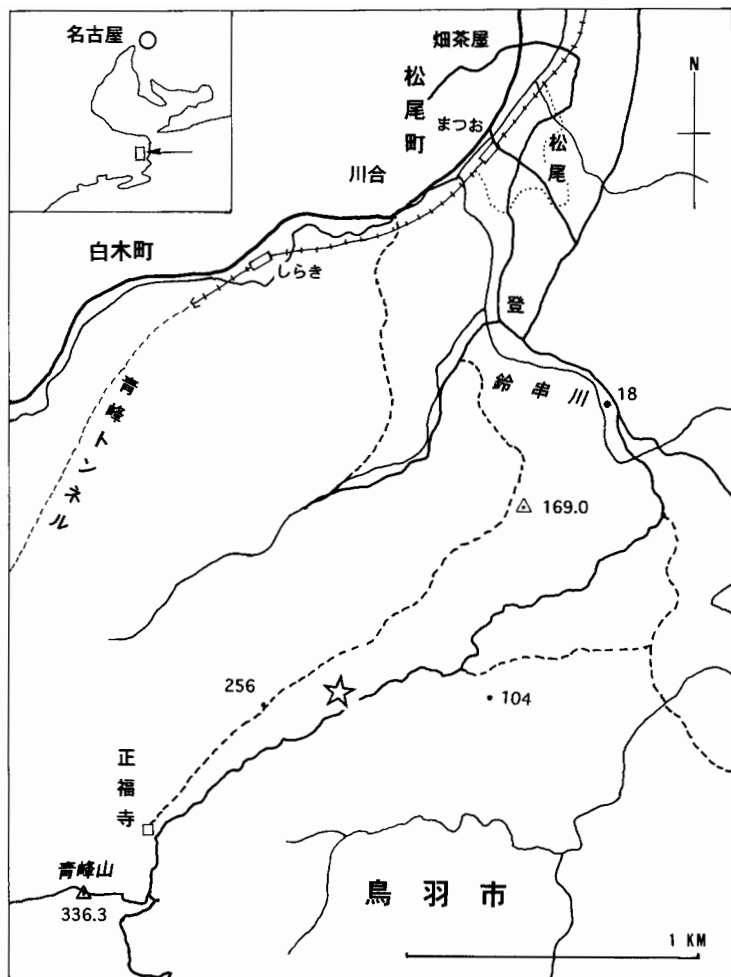 名古屋
畑茶屋
松尾町
N
まつお
松尾
川合
白木町
しらき
登
鈴串川
18
青峰トンネル
169.0
256
104
正福寺
青峰山
336.3
鳥羽市
1 KM